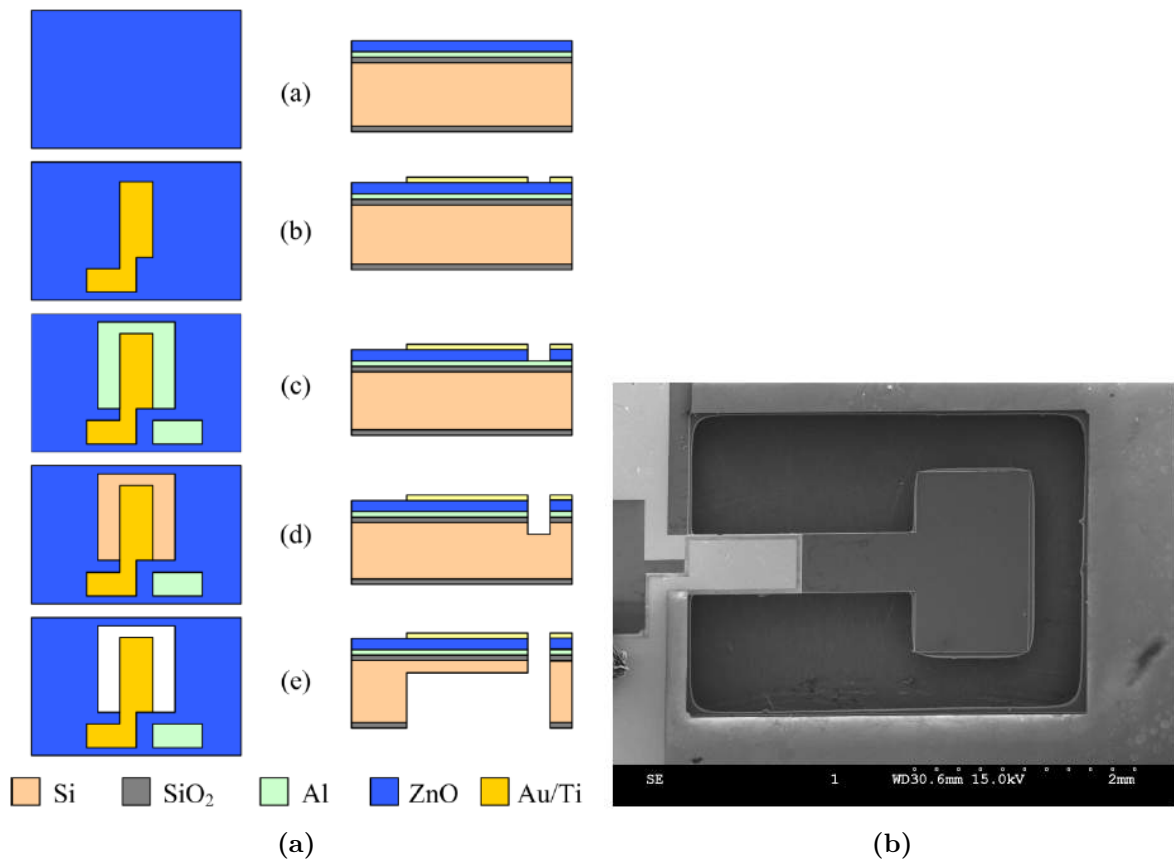 (a)
(b)
(c)
(d)
(e)
SE 1 WD30.6mm 15.0kV 2mm
Si SiO₂ Al ZnO Au/Ti
(a) (b)